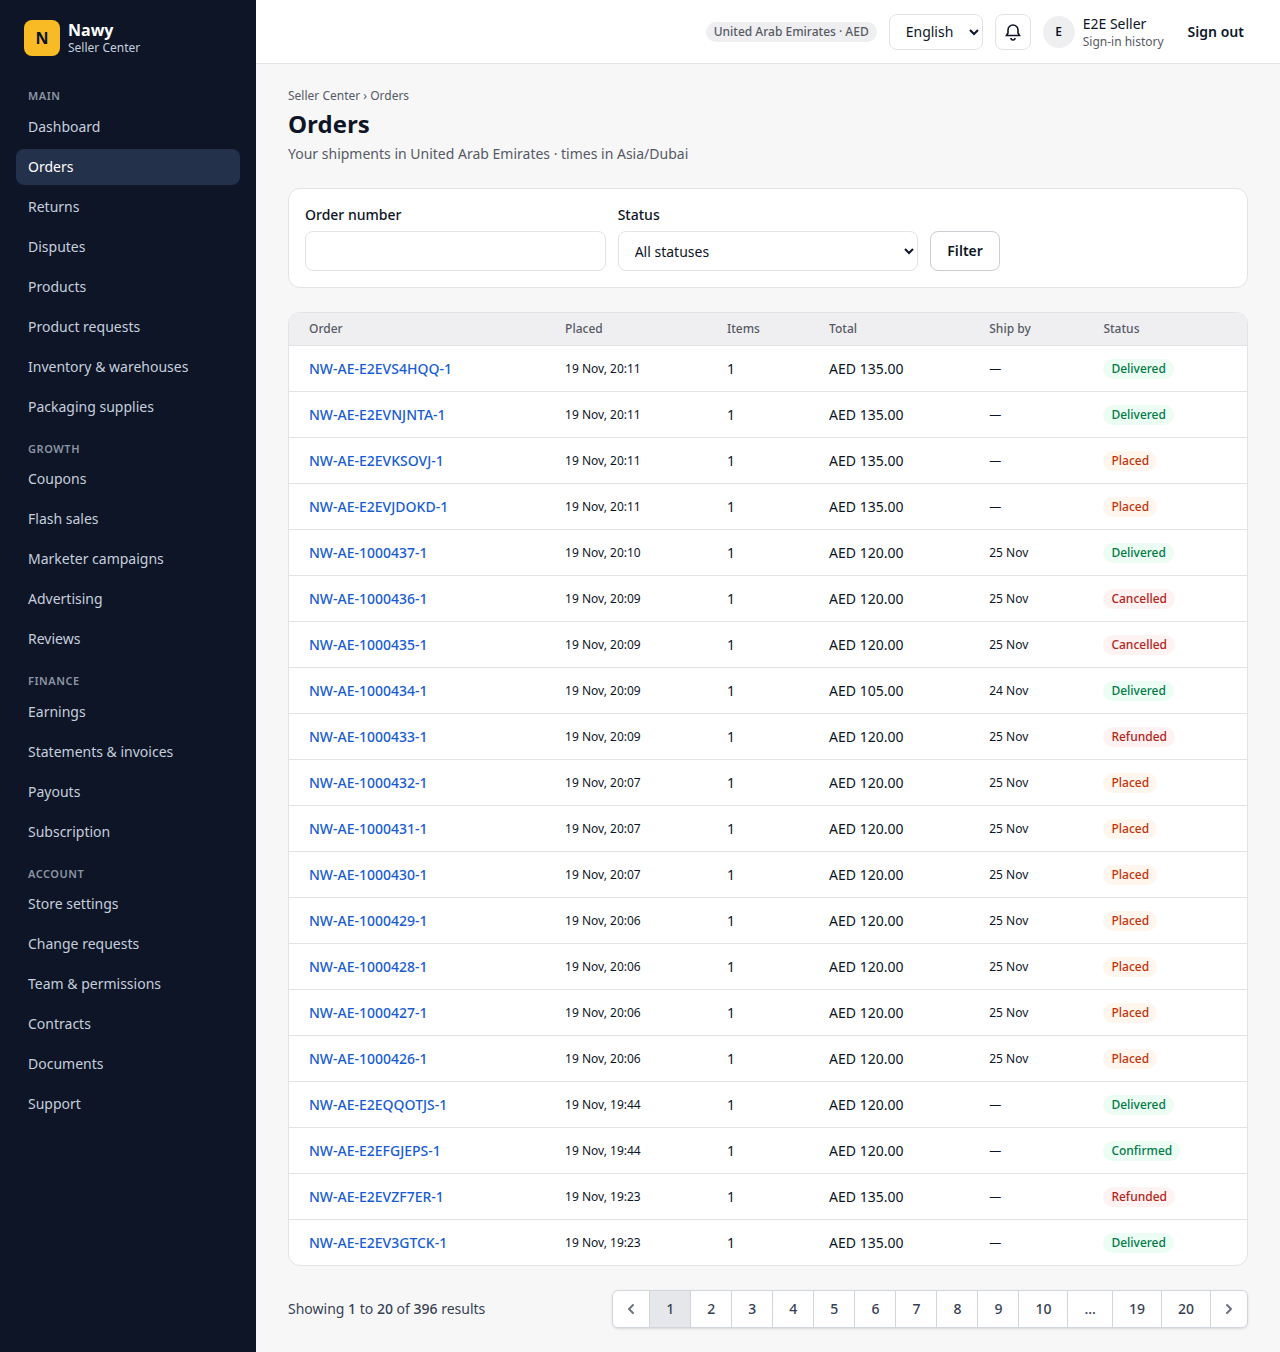 N
Nawy
Seller Center
MAIN
Dashboard
Orders
Returns
Disputes
Products
Product requests
Inventory & warehouses
Packaging supplies
GROWTH
Coupons
Flash sales
Marketer campaigns
Advertising
Reviews
FINANCE
Earnings
Statements & invoices
Payouts
Subscription
ACCOUNT
Store settings
Change requests
Team & permissions
Contracts
Documents
Support
United Arab Emirates · AED
English
E
E2E Seller
Sign-in history
Sign out
Seller Center › Orders
Orders
Your shipments in United Arab Emirates · times in Asia/Dubai
Order number Status
All statuses Filter
Order Placed Items Total Ship by Status
NW-AE-E2EVS4HQQ-1 19 Nov, 20:11 1 AED 135.00 — Delivered
NW-AE-E2EVNJNTA-1 19 Nov, 20:11 1 AED 135.00 — Delivered
NW-AE-E2EVKSOVJ-1 19 Nov, 20:11 1 AED 135.00 — Placed
NW-AE-E2EVJDOKD-1 19 Nov, 20:11 1 AED 135.00 — Placed
NW-AE-1000437-1 19 Nov, 20:10 1 AED 120.00 25 Nov Delivered
NW-AE-1000436-1 19 Nov, 20:09 1 AED 120.00 25 Nov Cancelled
NW-AE-1000435-1 19 Nov, 20:09 1 AED 120.00 25 Nov Cancelled
NW-AE-1000434-1 19 Nov, 20:09 1 AED 105.00 24 Nov Delivered
NW-AE-1000433-1 19 Nov, 20:09 1 AED 120.00 25 Nov Refunded
NW-AE-1000432-1 19 Nov, 20:07 1 AED 120.00 25 Nov Placed
NW-AE-1000431-1 19 Nov, 20:07 1 AED 120.00 25 Nov Placed
NW-AE-1000430-1 19 Nov, 20:07 1 AED 120.00 25 Nov Placed
NW-AE-1000429-1 19 Nov, 20:06 1 AED 120.00 25 Nov Placed
NW-AE-1000428-1 19 Nov, 20:06 1 AED 120.00 25 Nov Placed
NW-AE-1000427-1 19 Nov, 20:06 1 AED 120.00 25 Nov Placed
NW-AE-1000426-1 19 Nov, 20:06 1 AED 120.00 25 Nov Placed
NW-AE-E2EQQOTJS-1 19 Nov, 19:44 1 AED 120.00 — Delivered
NW-AE-E2EFGJEPS-1 19 Nov, 19:44 1 AED 120.00 — Confirmed
NW-AE-E2EVZF7ER-1 19 Nov, 19:23 1 AED 135.00 — Refunded
NW-AE-E2EV3GTCK-1 19 Nov, 19:23 1 AED 135.00 — Delivered
Showing 1 to 20 of 396 results ‹ 1 2 3 4 5 6 7 8 9 10 ... 19 20 ›